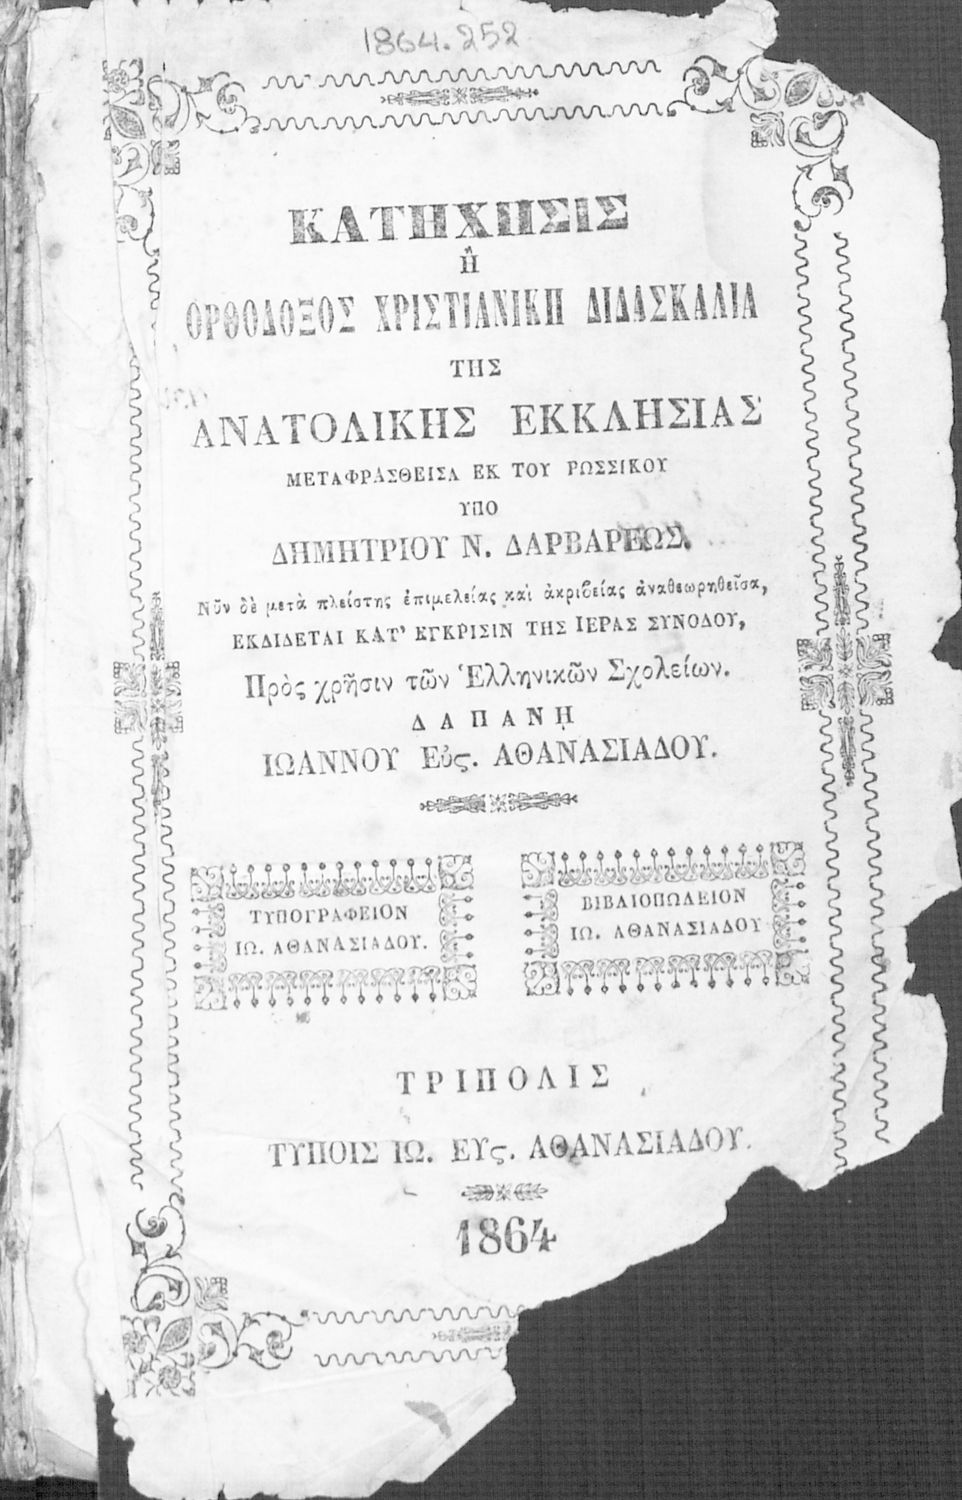 1864.252
ΚΑΤΗΧΗΣΙΣ
Ἢ
ΟΡΘΟΔΟΞΟΣ ΧΡΙΣΤΙΑΝΙΚΗ ΔΙΔΑΣΚΑΛΙΑ
ΤΗΣ
ΑΝΑΤΟΛΙΚΗΣ ΕΚΚΛΗΣΙΑΣ
ΜΕΤΑΦΡΑΣΘΕΙΣΑ ΕΚ ΤΟΥ ΡΩΣΣΙΚΟΥ
ΥΠΟ
ΔΗΜΗΤΡΙΟΥ Ν. ΔΑΡΒΑΡΕΩΣ.
Νῦν δὲ μετὰ πλείστης ἐπιμελείας καὶ ἀκριβείας ἀναθεωρηθεῖσα,
ΕΚΔΙΔΕΤΑΙ ΚΑΤ' ΕΓΚΡΙΣΙΝ ΤΗΣ ΙΕΡΑΣ ΣΥΝΟΔΟΥ,
Πρὸς χρῆσιν τῶν Ἑλληνικῶν Σχολείων.
ΔΑΠΑΝῌ
ΙΩΑΝΝΟΥ Εὐς. ΑΘΑΝΑΣΙΑΔΟΥ.
ΤΥΠΟΓΡΑΦΕΙΟΝ
ΙΩ. ΑΘΑΝΑΣΙΑΔΟΥ.
ΒΙΒΛΙΟΠΩΛΕΙΟΝ
ΙΩ. ΑΘΑΝΑΣΙΑΔΟΥ
ΤΡΙΠΟΛΙΣ
ΤΥΠΟΙΣ ΙΩ. ΕΥς. ΑΘΑΝΑΣΙΑΔΟΥ.
1864